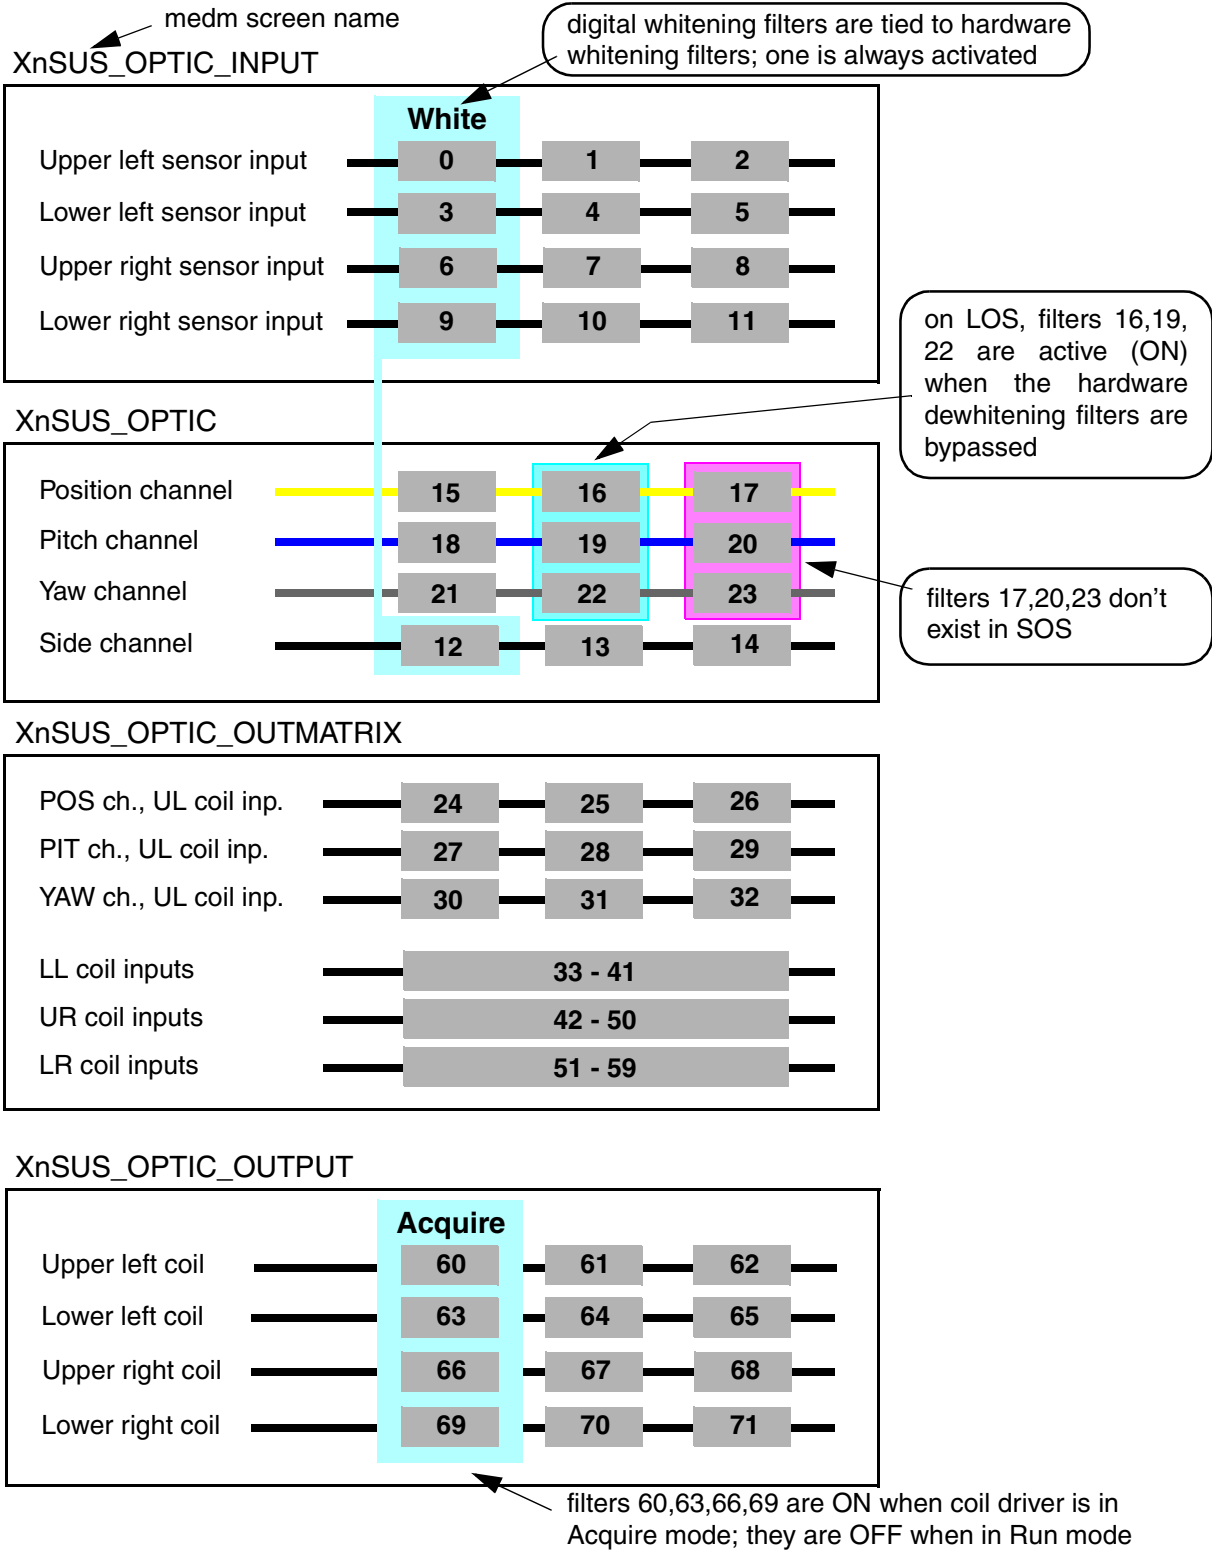 medm screen name
digital whitening filters are tied to hardware
whitening filters; one is always activated
XnSUS_OPTIC_INPUT
White
Upper left sensor input 0 1 2
Lower left sensor input 3 4 5
Upper right sensor input 6 7 8
Lower right sensor input 9 10 11
on LOS, filters 16,19,
22 are active (ON)
when the hardware
dewhitening filters are
bypassed
XnSUS_OPTIC
Position channel 15 16 17
Pitch channel 18 19 20
Yaw channel 21 22 23
Side channel 12 13 14
filters 17,20,23 don't
exist in SOS
XnSUS_OPTIC_OUTMATRIX
POS ch., UL coil inp. 24 25 26
PIT ch., UL coil inp. 27 28 29
YAW ch., UL coil inp. 30 31 32
LL coil inputs 33 - 41
UR coil inputs 42 - 50
LR coil inputs 51 - 59
XnSUS_OPTIC_OUTPUT
Acquire
Upper left coil 60 61 62
Lower left coil 63 64 65
Upper right coil 66 67 68
Lower right coil 69 70 71
filters 60,63,66,69 are ON when coil driver is in
Acquire mode; they are OFF when in Run mode